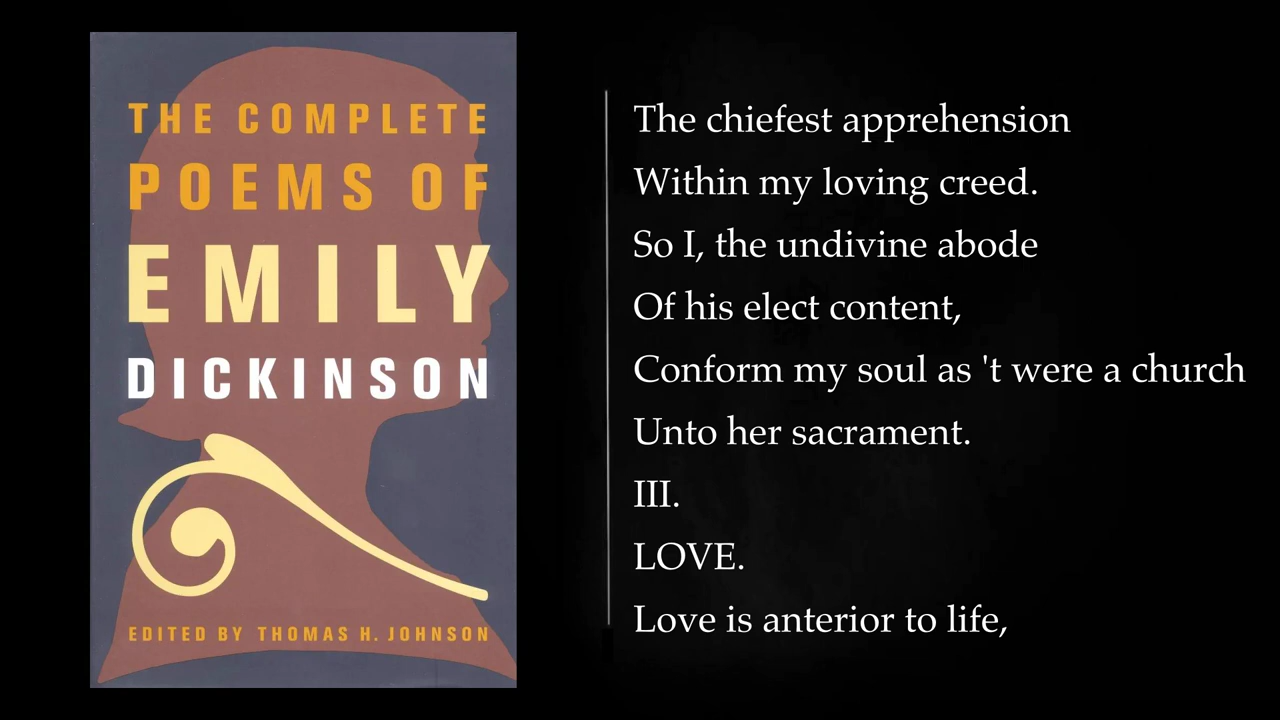 THE COMPLETE
POEMS OF
EMILY
DICKINSON
EDITED BY THOMAS H. JOHNSON
The chiefest apprehension
Within my loving creed.
So I, the undivine abode
Of his elect content,
Conform my soul as 't were a church
Unto her sacrament.
III.
LOVE.
Love is anterior to life,